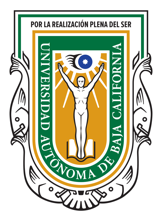 POR LA REALIZACIÓN PLENA DEL SER
UNIVERSIDAD AUTÓNOMA DE BAJA CALIFORNIA